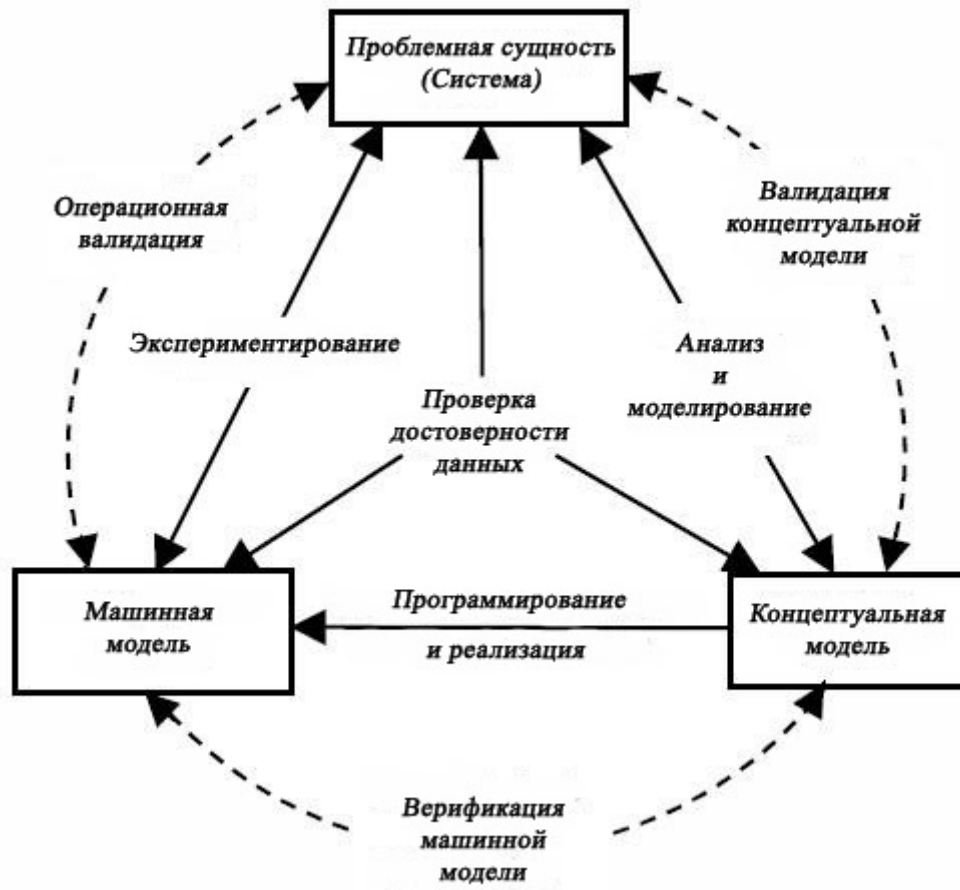 Проблемная сущность
(Система)
Операционная
валидация
Валидация
концептуальной
модели
Экспериментирование
Анализ
и
моделирование
Проверка
достоверности
данных
Машинная
модель
Программирование
и реализация
Концептуальная
модель
Верификация
машинной
модели